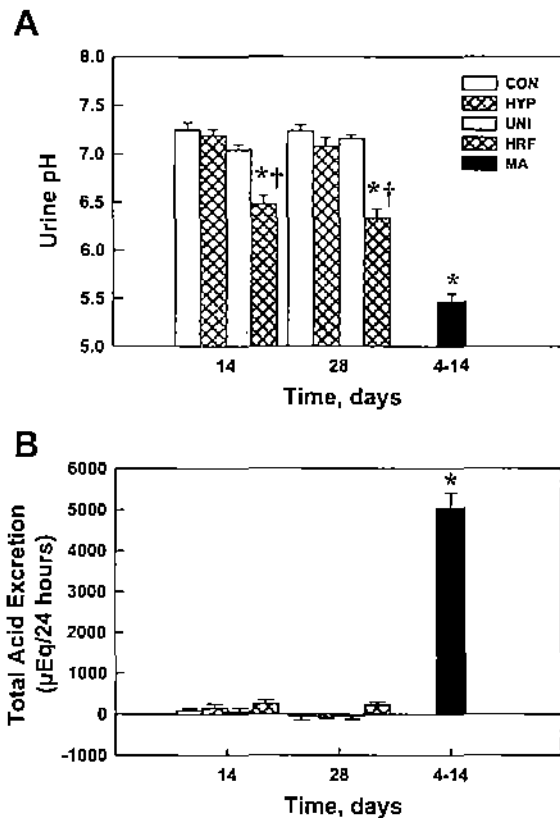 A
8.0
7.5
7.0
6.5
6.0
5.5
5.0
Urine pH
CON
HYP
UNI
HRF
MA
*†
*†
*
14 28 4-14
Time, days
B
6000
5000
4000
3000
2000
1000
0
-1000
Total Acid Excretion
(µEq/24 hours)
*
14 28 4-14
Time, days